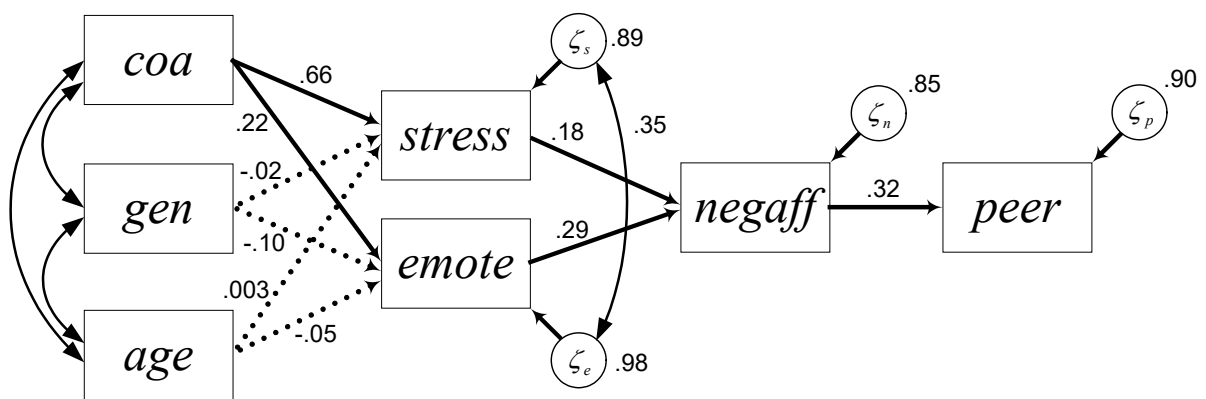 coa
gen
age
.66
.22
-.02
-.10
.003
-.05
stress
emote
ζs
.89
.35
ζe
.98
.18
.29
negaff
ζn
.85
.32
peer
ζp
.90